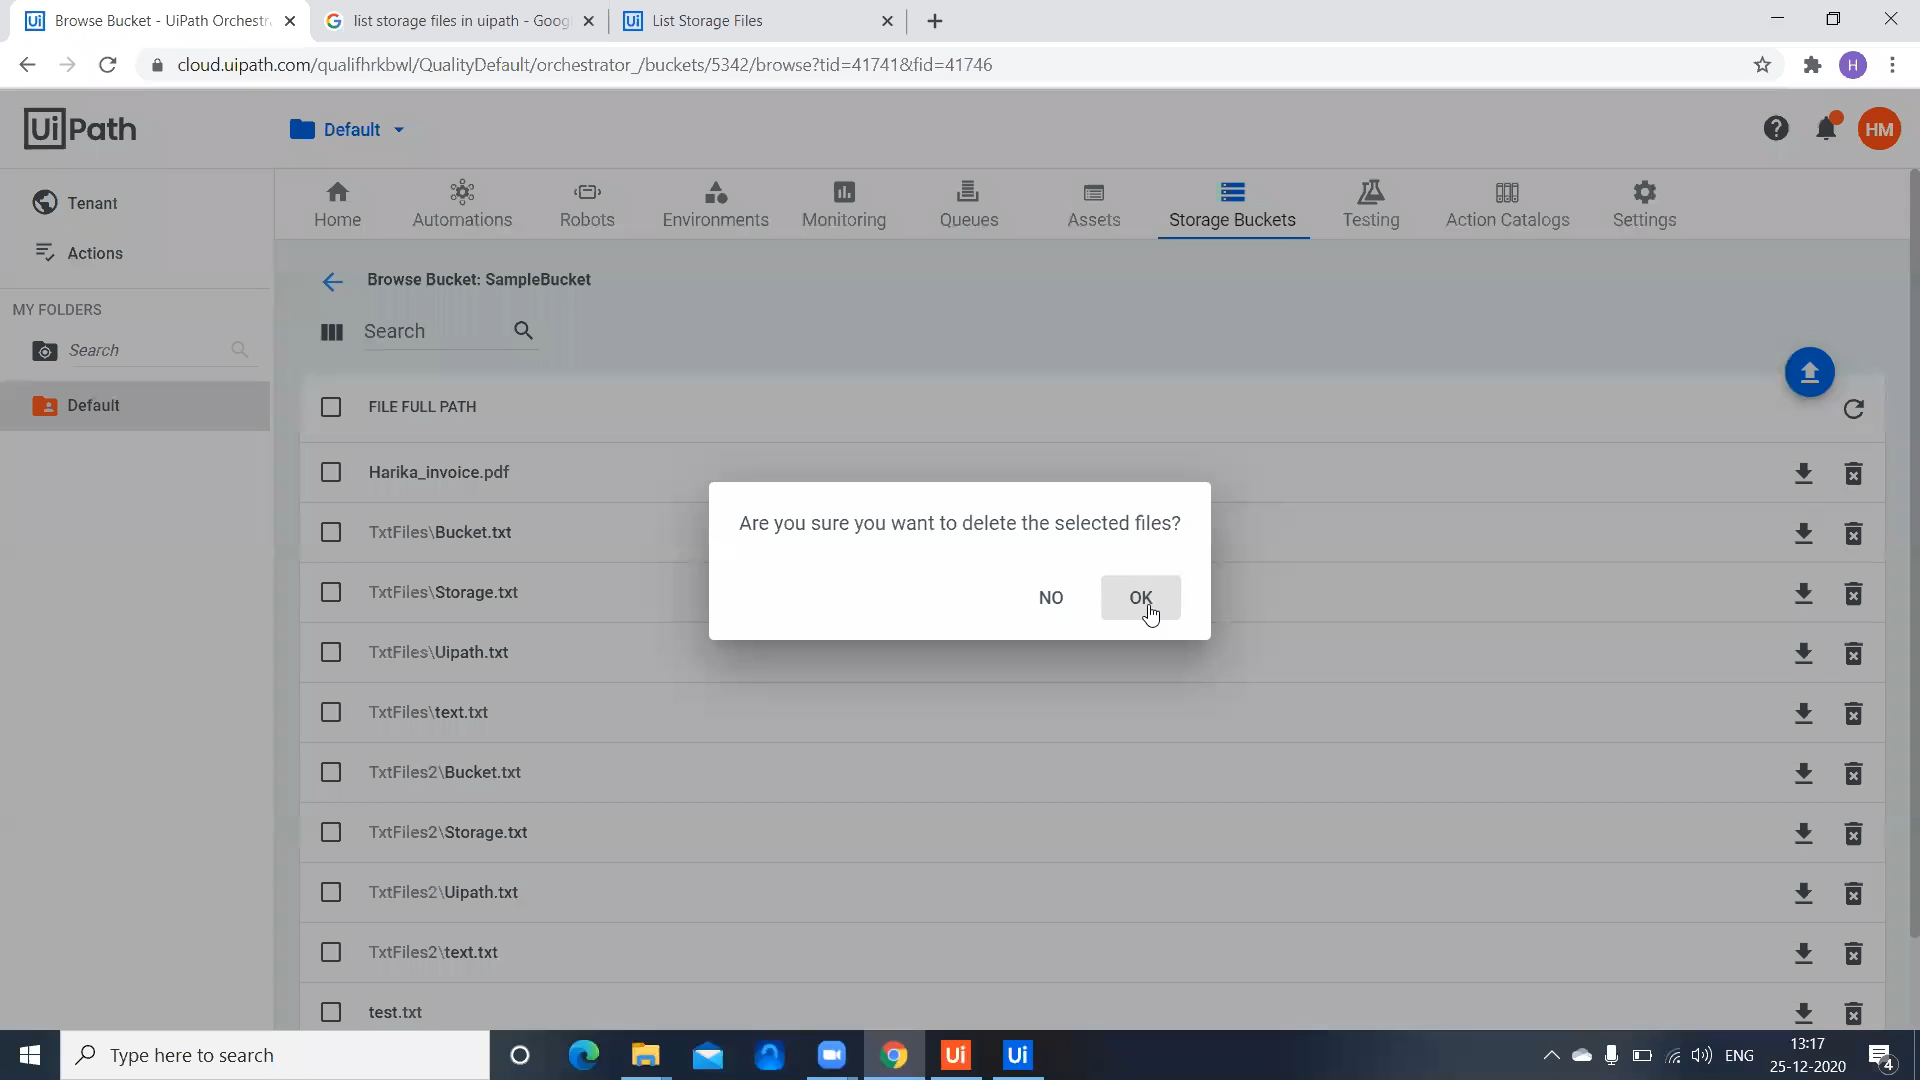 Browse Bucket - UiPath Orchestr
list storage files in uipath - Goog
List Storage Files
cloud.uipath.com/qualifhrkbwl/QualityDefault/orchestrator_/buckets/5342/browse?tid=41741&fid=41746
H
UiPath
Default
HM
Tenant
Actions
MY FOLDERS
Search
Default
Home
Automations
Robots
Environments
Monitoring
Queues
Assets
Storage Buckets
Testing
Action Catalogs
Settings
Browse Bucket: SampleBucket
Search
FILE FULL PATH
Harika_invoice.pdf
TxtFiles\Bucket.txt
TxtFiles\Storage.txt
TxtFiles\Uipath.txt
TxtFiles\text.txt
TxtFiles2\Bucket.txt
TxtFiles2\Storage.txt
TxtFiles2\Uipath.txt
TxtFiles2\text.txt
test.txt
Are you sure you want to delete the selected files?
NO
OK
Type here to search
Ui
Ui
ENG
13:17
25-12-2020
4